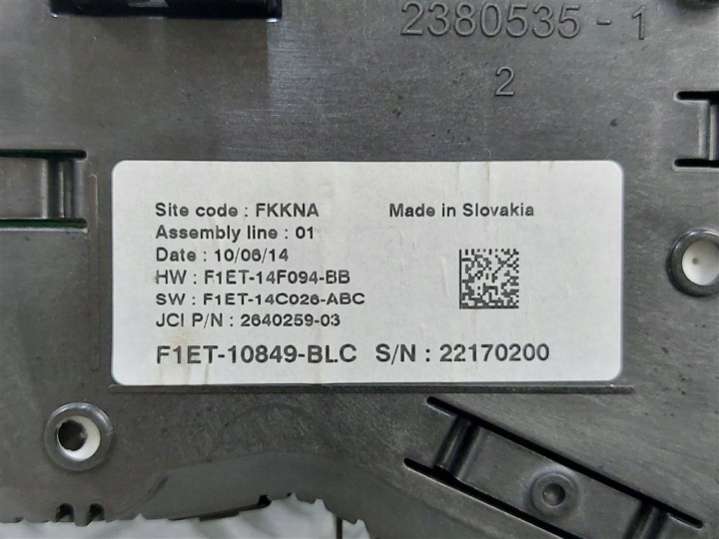 2380535-1
2
Site code : FKKNA Made in Slovakia
Assembly line : 01
Date : 10/06/14
HW : F1ET-14F094-BB
SW : F1ET-14C026-ABC
JCI P/N : 2640259-03
F1ET-10849-BLC S/N : 22170200